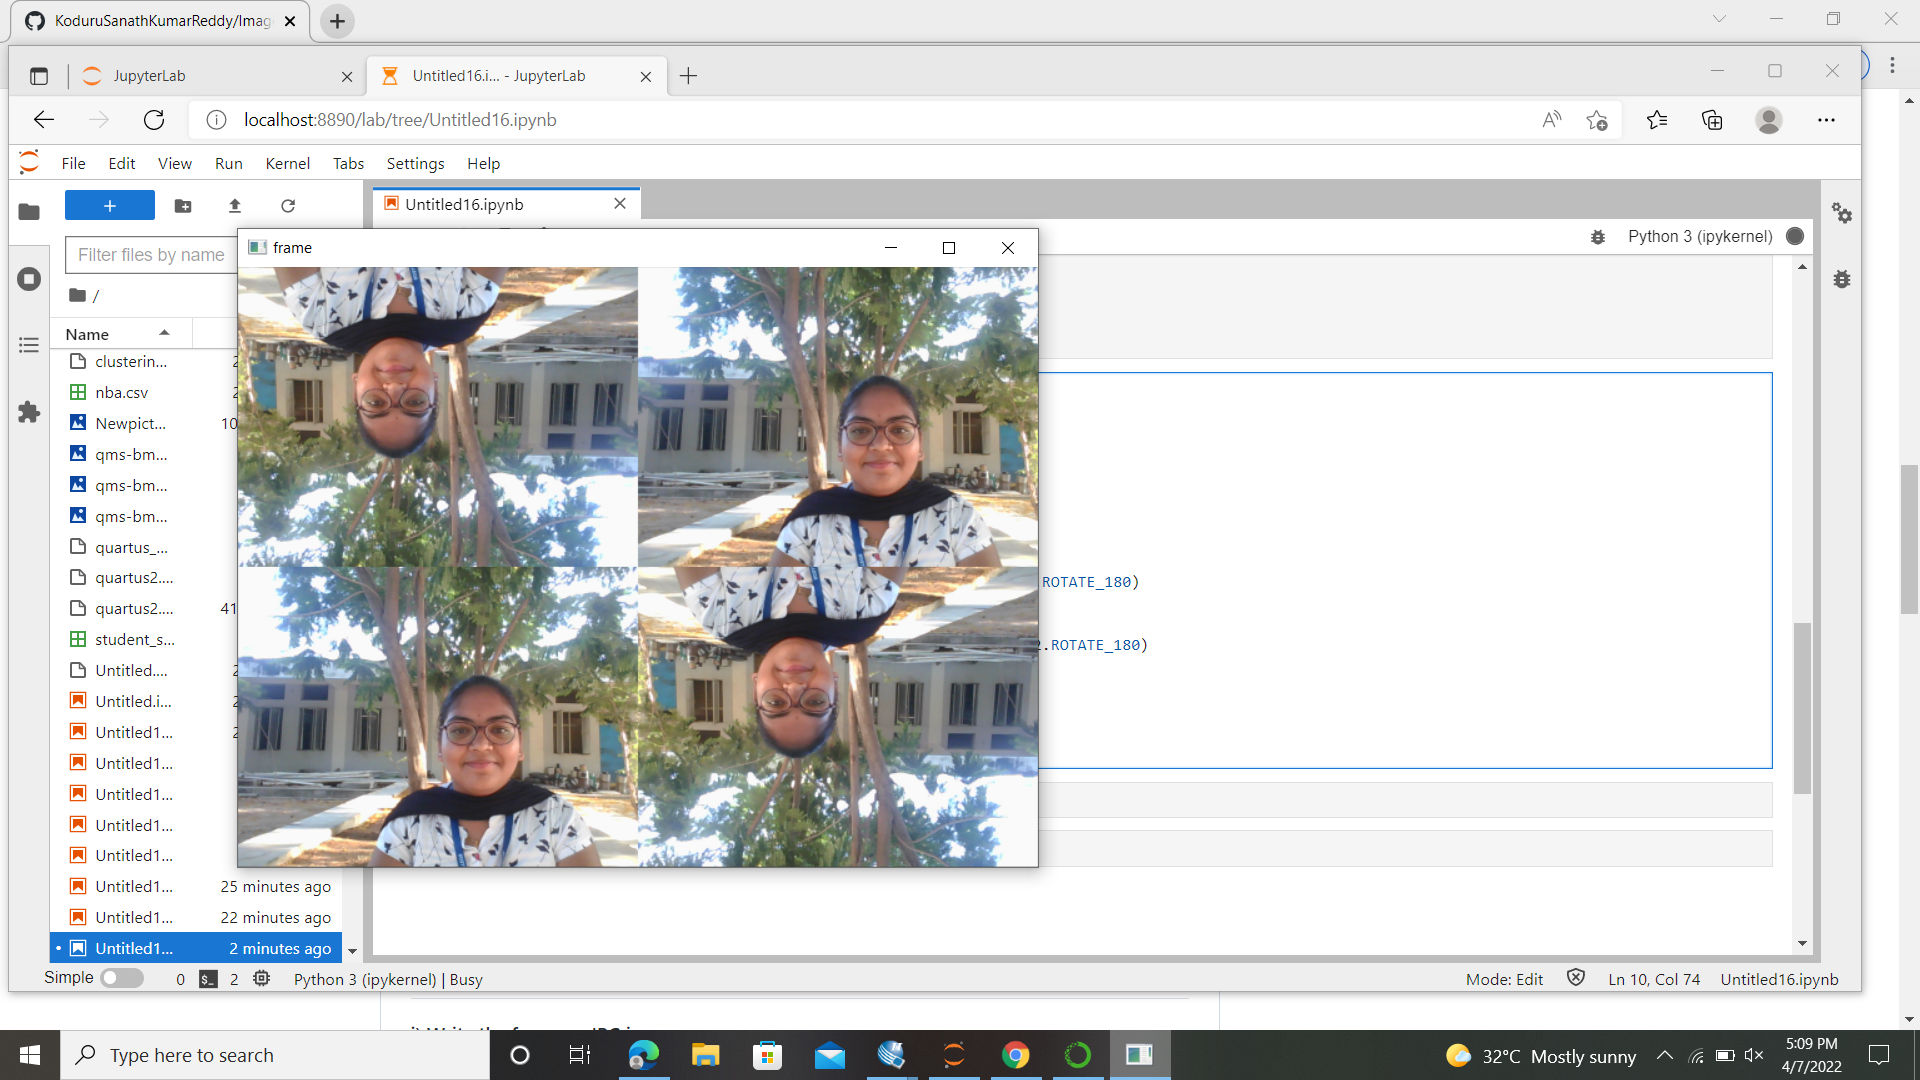 KoduruSanathKumarReddy/Imag
JupyterLab
Untitled16.i... - JupyterLab
localhost:8890/lab/tree/Untitled16.ipynb
File Edit View Run Kernel Tabs Settings Help
Untitled16.ipynb
Filter files by name
Python 3 (ipykernel)
frame
/
Name
clusterin...
nba.csv
Newpict... 10
qms-bm...
qms-bm...
qms-bm...
quartus_...
quartus2....
quartus2.... 41
student_s...
Untitled....
Untitled.i...
Untitled1...
Untitled1...
Untitled1...
Untitled1...
Untitled1...
Untitled1... 25 minutes ago
Untitled1... 22 minutes ago
Untitled1... 2 minutes ago
ROTATE_180)
.ROTATE_180)
Simple 0 $_ 2 Python 3 (ipykernel) | Busy
Mode: Edit Ln 10, Col 74 Untitled16.ipynb
Type here to search
32°C Mostly sunny
5:09 PM
4/7/2022